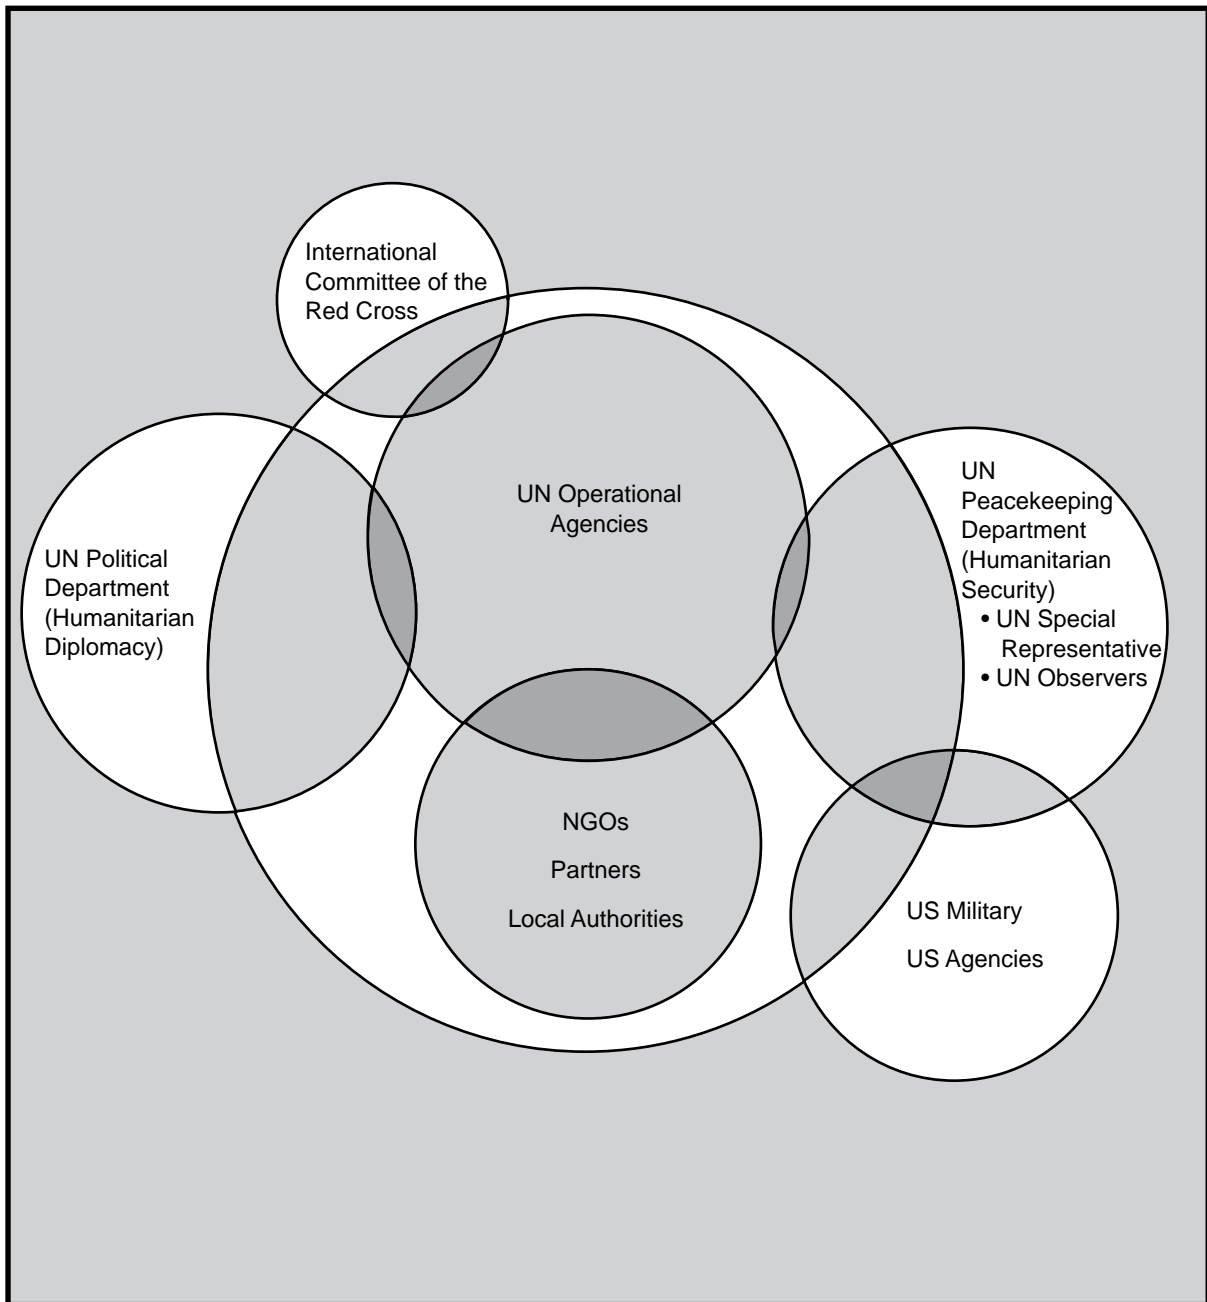 International
Committee of the
Red Cross
UN Operational
Agencies
UN Political
Department
(Humanitarian
Diplomacy)
UN
Peacekeeping
Department
(Humanitarian
Security)
• UN Special
Representative
• UN Observers
NGOs
Partners
Local Authorities
US Military
US Agencies